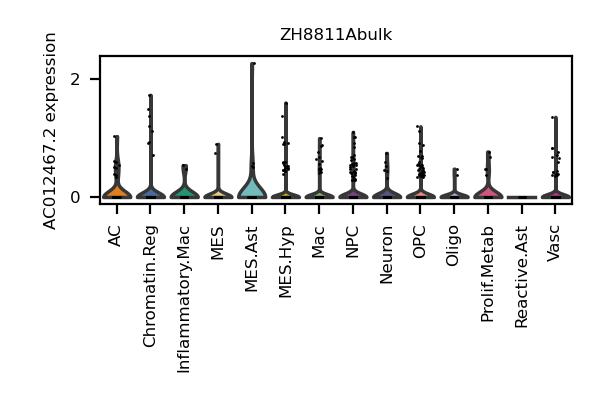 ZH8811Abulk
AC012467.2 expression
2
0
AC
Chromatin.Reg
Inflammatory.Mac
MES
MES.Ast
MES.Hyp
Mac
NPC
Neuron
OPC
Oligo
Prolif.Metab
Reactive.Ast
Vasc